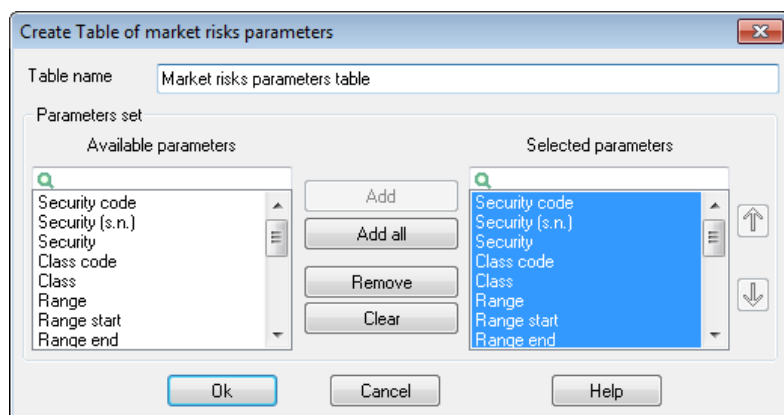 Create Table of market risks parameters
Table name
Market risks parameters table
Parameters set
Available parameters
Selected parameters
Security code
Security (s.n.)
Security
Class code
Class
Range
Range start
Range end
Add
Add all
Remove
Clear
Security code
Security (s.n.)
Security
Class code
Class
Range
Range start
Range end
Ok
Cancel
Help